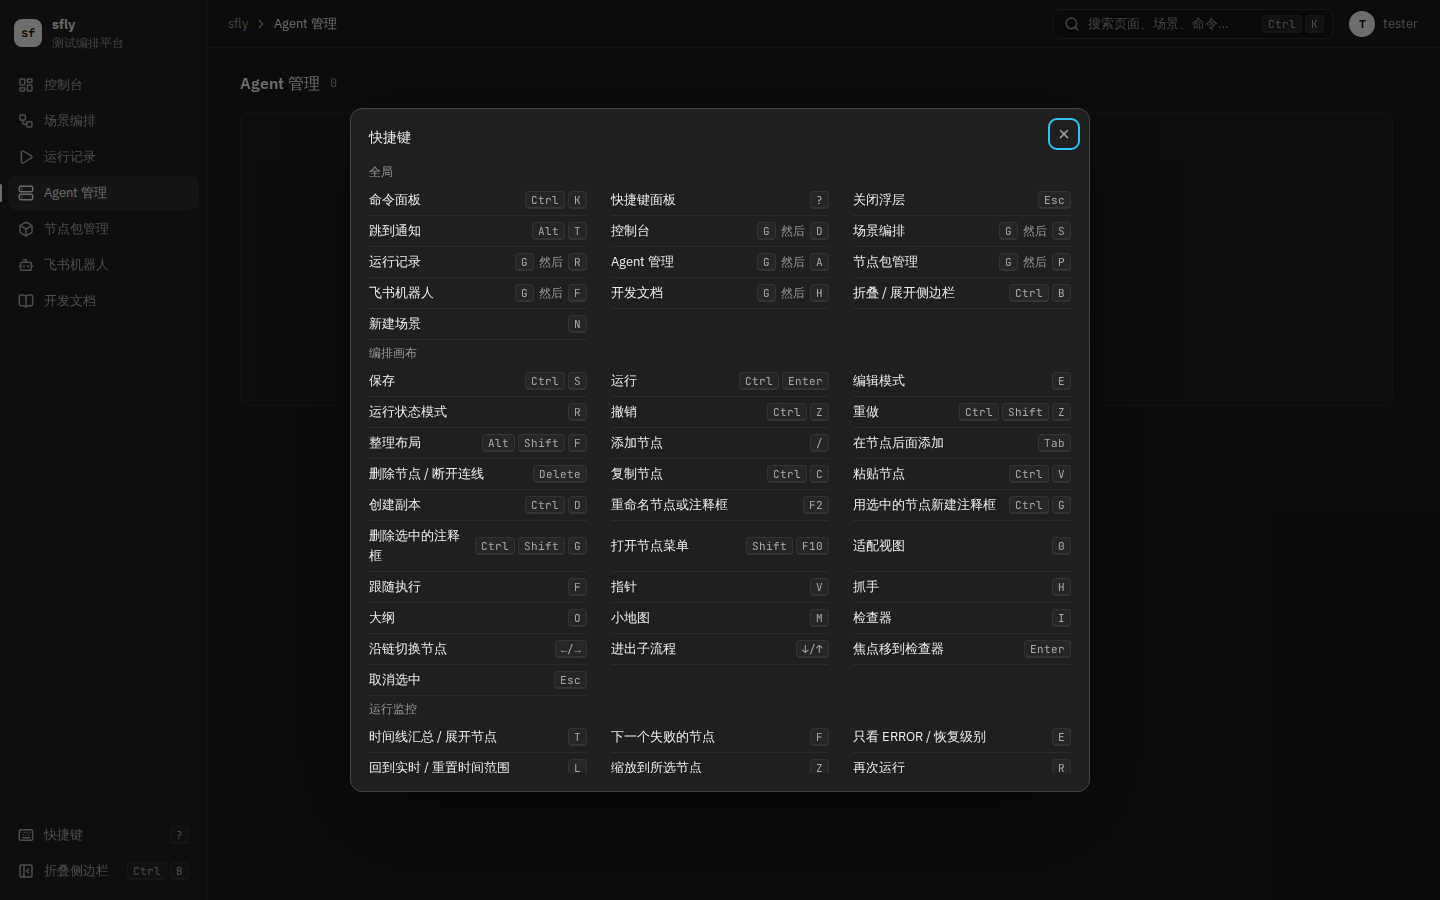 sf sfly
测试编排平台
sfly > Agent 管理
搜索页面、场景、命令... Ctrl K
T tester
控制台
场景编排
运行记录
Agent 管理
节点包管理
飞书机器人
开发文档
快捷键 ?
折叠侧边栏 Ctrl B
Agent 管理 0
快捷键
全局
命令面板 Ctrl K 快捷键面板 ? 关闭浮层 Esc
跳到通知 Alt T 控制台 G 然后 D 场景编排 G 然后 S
运行记录 G 然后 R Agent 管理 G 然后 A 节点包管理 G 然后 P
飞书机器人 G 然后 F 开发文档 G 然后 H 折叠 / 展开侧边栏 Ctrl B
新建场景 N
编排画布
保存 Ctrl S 运行 Ctrl Enter 编辑模式 E
运行状态模式 R 撤销 Ctrl Z 重做 Ctrl Shift Z
整理布局 Alt Shift F 添加节点 / 在节点后面添加 Tab
删除节点 / 断开连线 Delete 复制节点 Ctrl C 粘贴节点 Ctrl V
创建副本 Ctrl D 重命名节点或注释框 F2 用选中的节点新建注释框 Ctrl G
删除选中的注释框 Ctrl Shift G 打开节点菜单 Shift F10 适配视图 0
跟随执行 F 指针 V 抓手 H
大纲 O 小地图 M 检查器 I
沿链切换节点 ←/→ 进出子流程 ↓/↑ 焦点移到检查器 Enter
取消选中 Esc
运行监控
时间线汇总 / 展开节点 T 下一个失败的节点 F 只看 ERROR / 恢复级别 E
回到实时 / 重置时间范围 L 缩放到所选节点 Z 再次运行 R